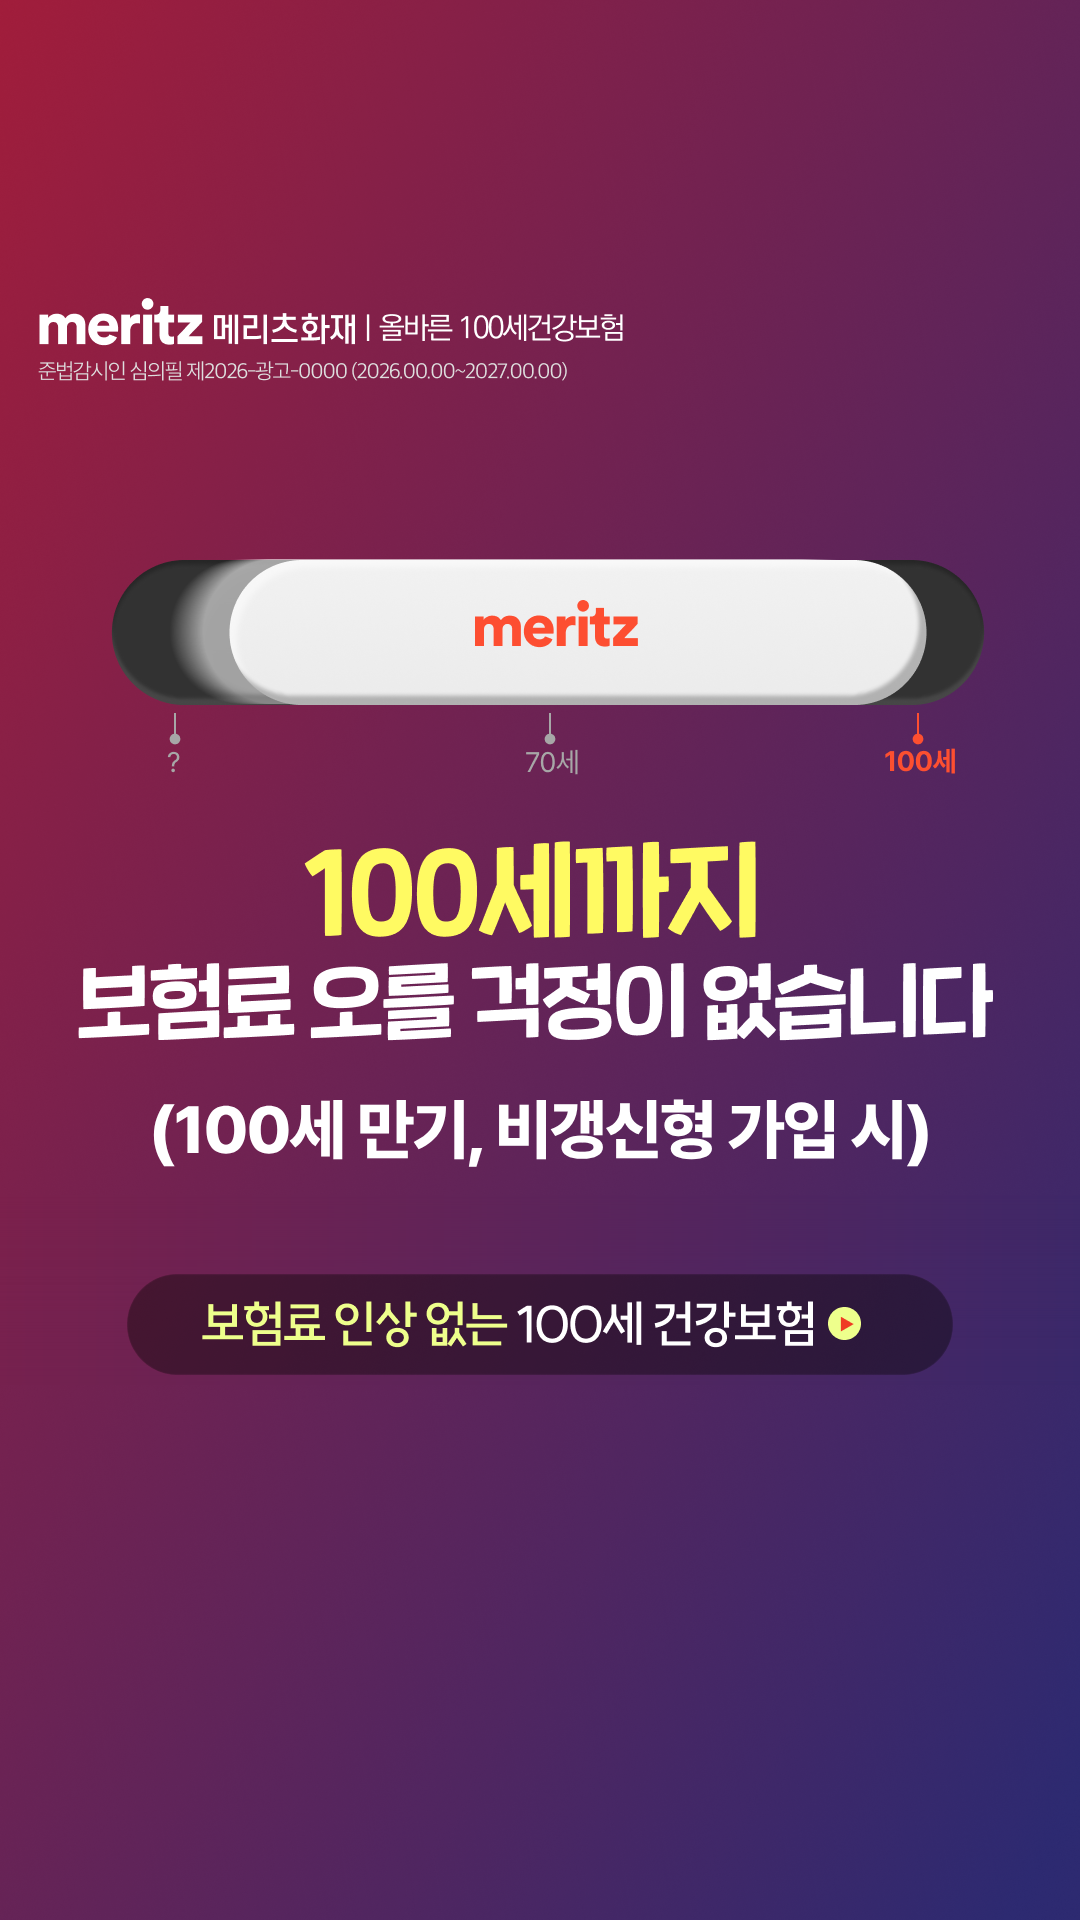 meritz 메리츠화재 | 올바른 100세건강보험
준법감시인 심의필 제2026-광고-0000 (2026.00.00~2027.00.00)
meritz
? 70세 100세
100세까지
보험료 오를 걱정이 없습니다
(100세 만기, 비갱신형 가입 시)
보험료 인상 없는 100세 건강보험